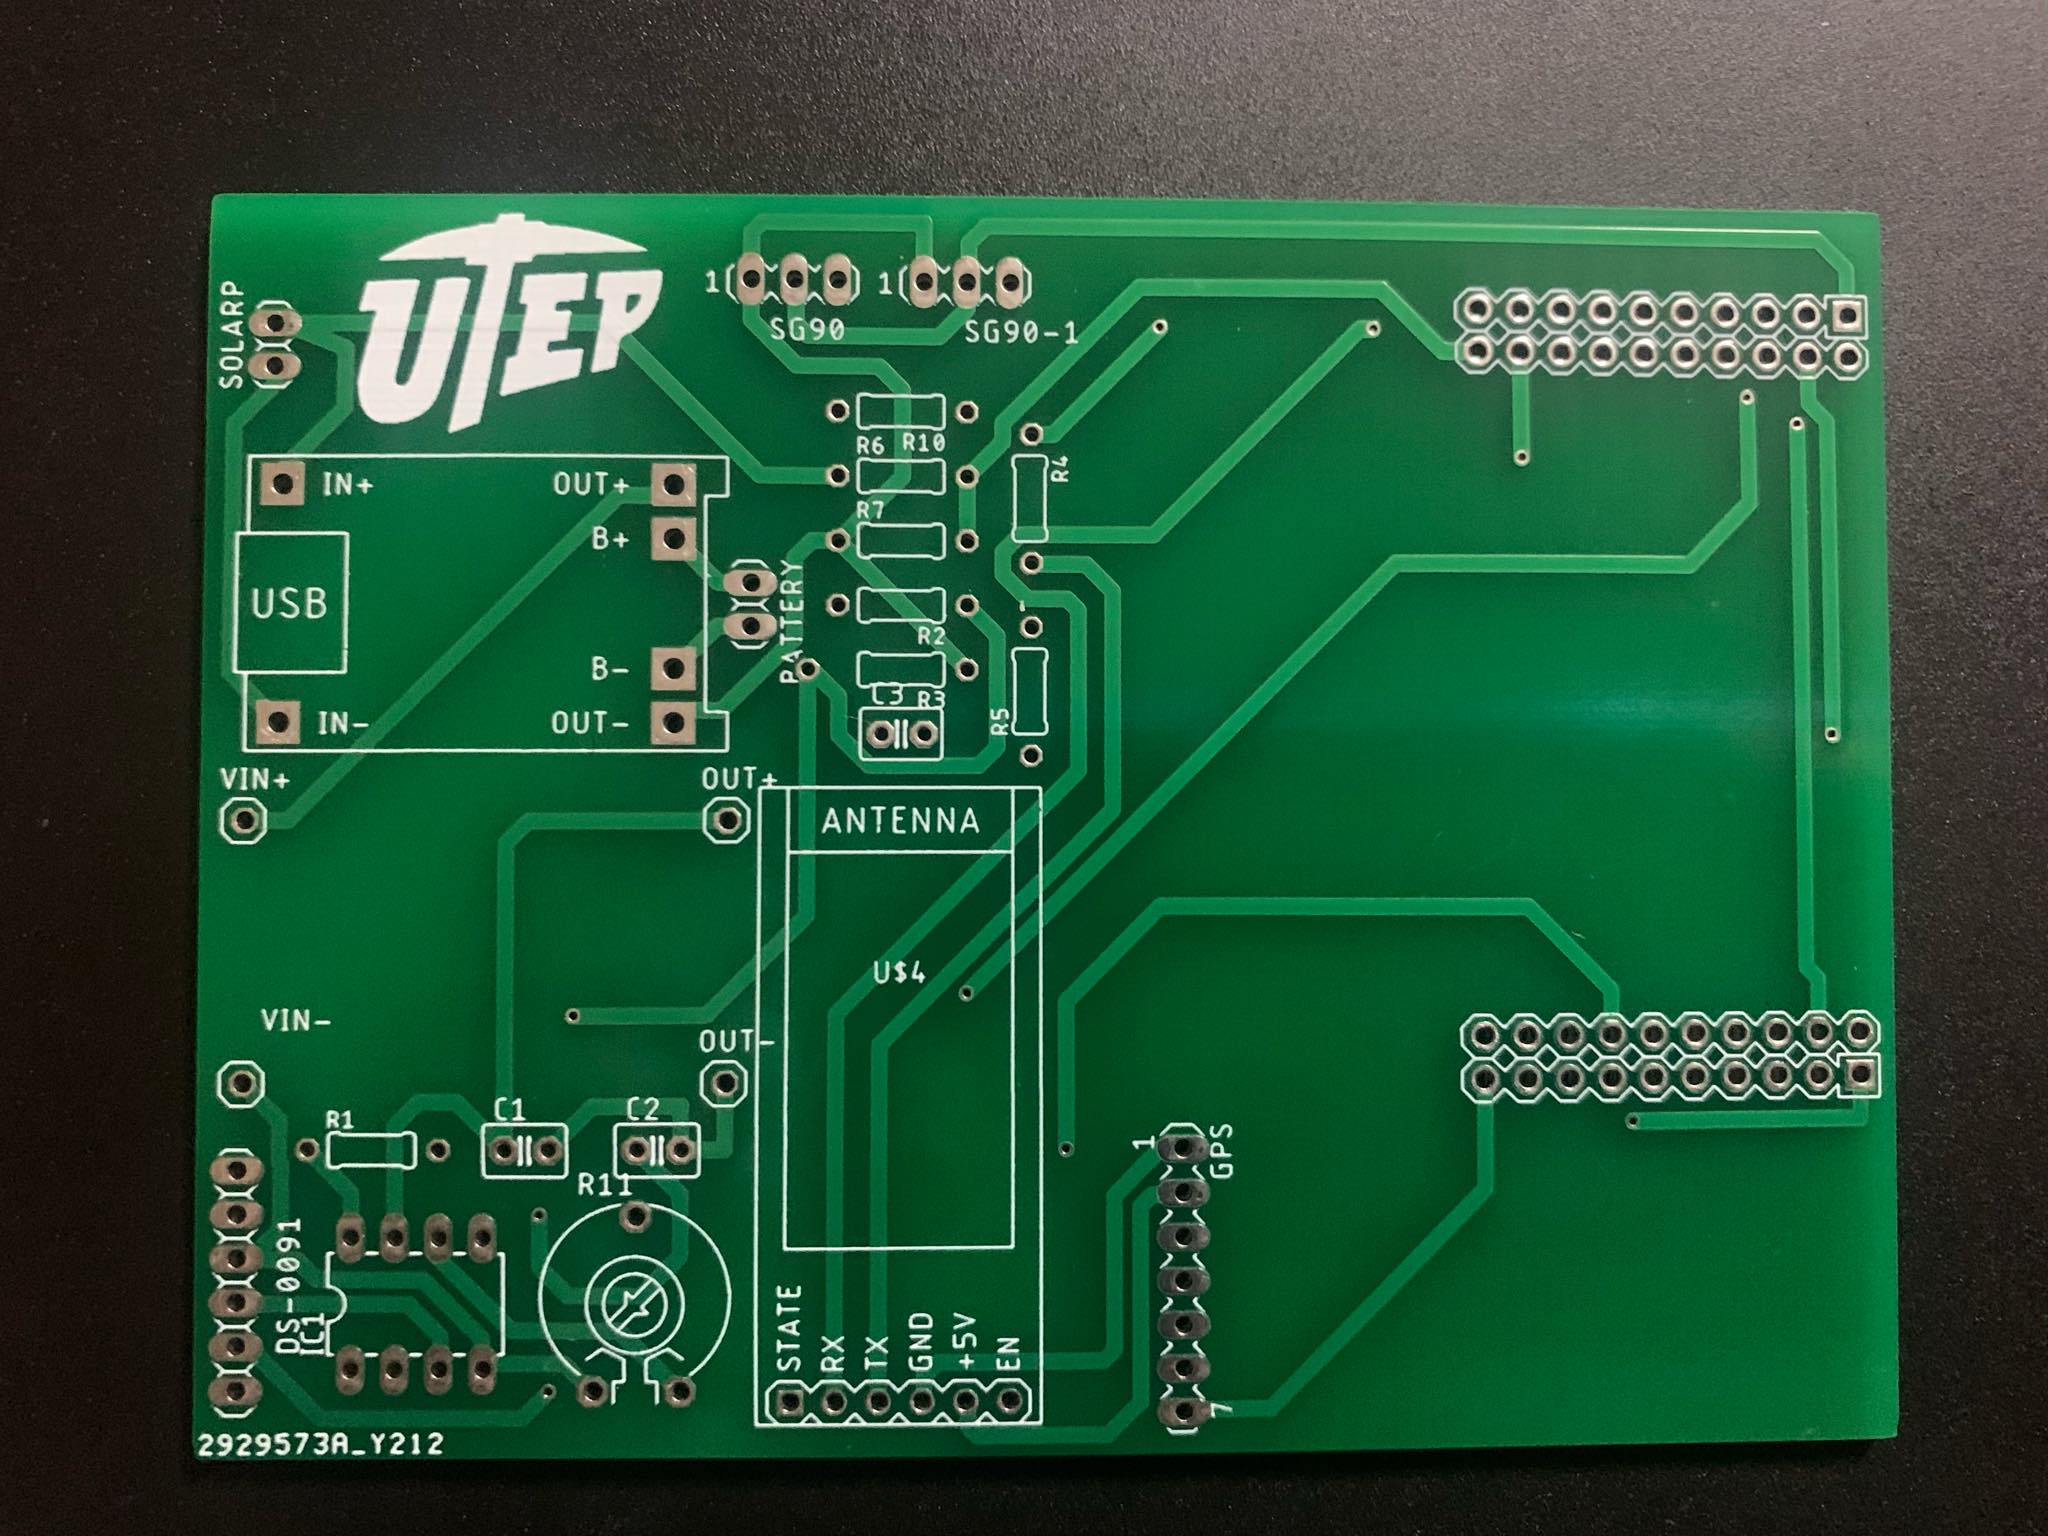 UTEP
SOLARP
1
SG90
1
SG90-1
R6
R10
R4
R7
IN+
OUT+
B+
USB
B-
IN-
OUT-
R2
C3
R3
R5
VIN+
OUT+
ANTENNA
U$4
VIN-
OUT-
R1
C1
C2
R11
1
GPS
7
DS-0091
IC1
STATE
RX
TX
GND
+5V
EN
2929573A_Y212